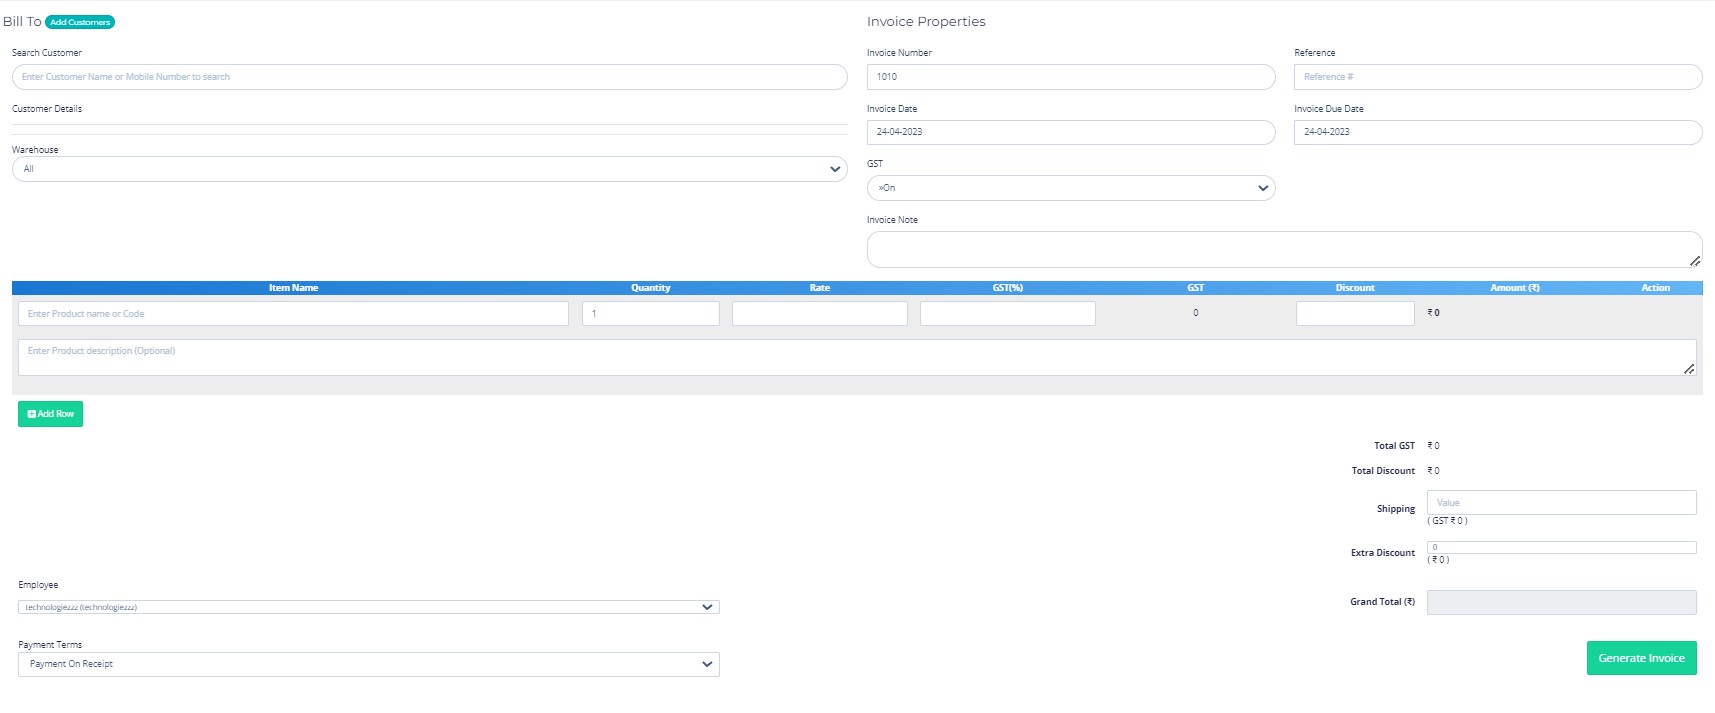 Bill To Add Customers
Search Customer
Enter Customer Name or Mobile Number to search
Customer Details
Warehouse
All
Invoice Properties
Invoice Number Reference
1010 Reference #
Invoice Date Invoice Due Date
24-04-2023 24-04-2023
GST
»On
Invoice Note
Item Name Quantity Rate GST(%) GST Discount Amount (₹) Action
Enter Product name or Code 1 0 ₹ 0
Enter Product description (Optional)
Add Row
Total GST ₹ 0
Total Discount ₹ 0
Shipping Value
( GST ₹ 0 )
Extra Discount 0
( ₹ 0 )
Employee
technologiezzz (technologiezzz)
Grand Total (₹)
Payment Terms
Payment On Receipt
Generate Invoice